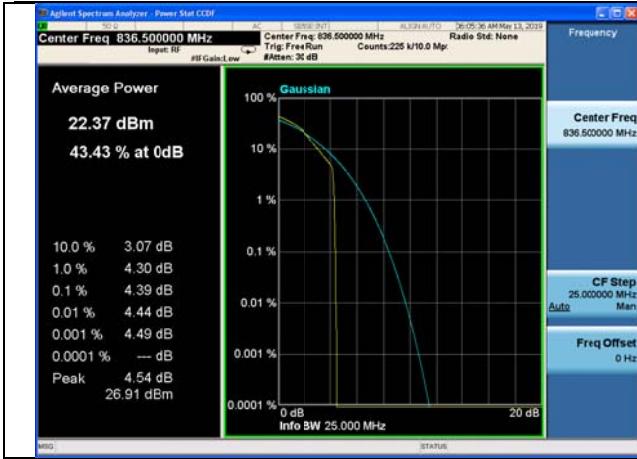 Agilent Spectrum Analyzer - Power Stat CCDF
50 Ω AC SENSE:INT ALIGN AUTO 06:05:36 AM May 13, 2019
Center Freq 836.500000 MHz
Center Freq: 836.500000 MHz
Radio Std: None
Input: RF
Trig: Free Run
Counts:225 k/10.0 Mpt
#IFGain:Low
#Atten: 30 dB
Frequency
Average Power
22.37 dBm
43.43 % at 0dB
10.0 % 3.07 dB
1.0 % 4.30 dB
0.1 % 4.39 dB
0.01 % 4.44 dB
0.001 % 4.49 dB
0.0001 % --- dB
Peak 4.54 dB
26.91 dBm
Gaussian
100 %
10 %
1 %
0.1 %
0.01 %
0.001 %
0.0001 %
0 dB
20 dB
Info BW 25.000 MHz
Center Freq
836.500000 MHz
CF Step
25.000000 MHz
Auto Man
Freq Offset
0 Hz
MSG
STATUS